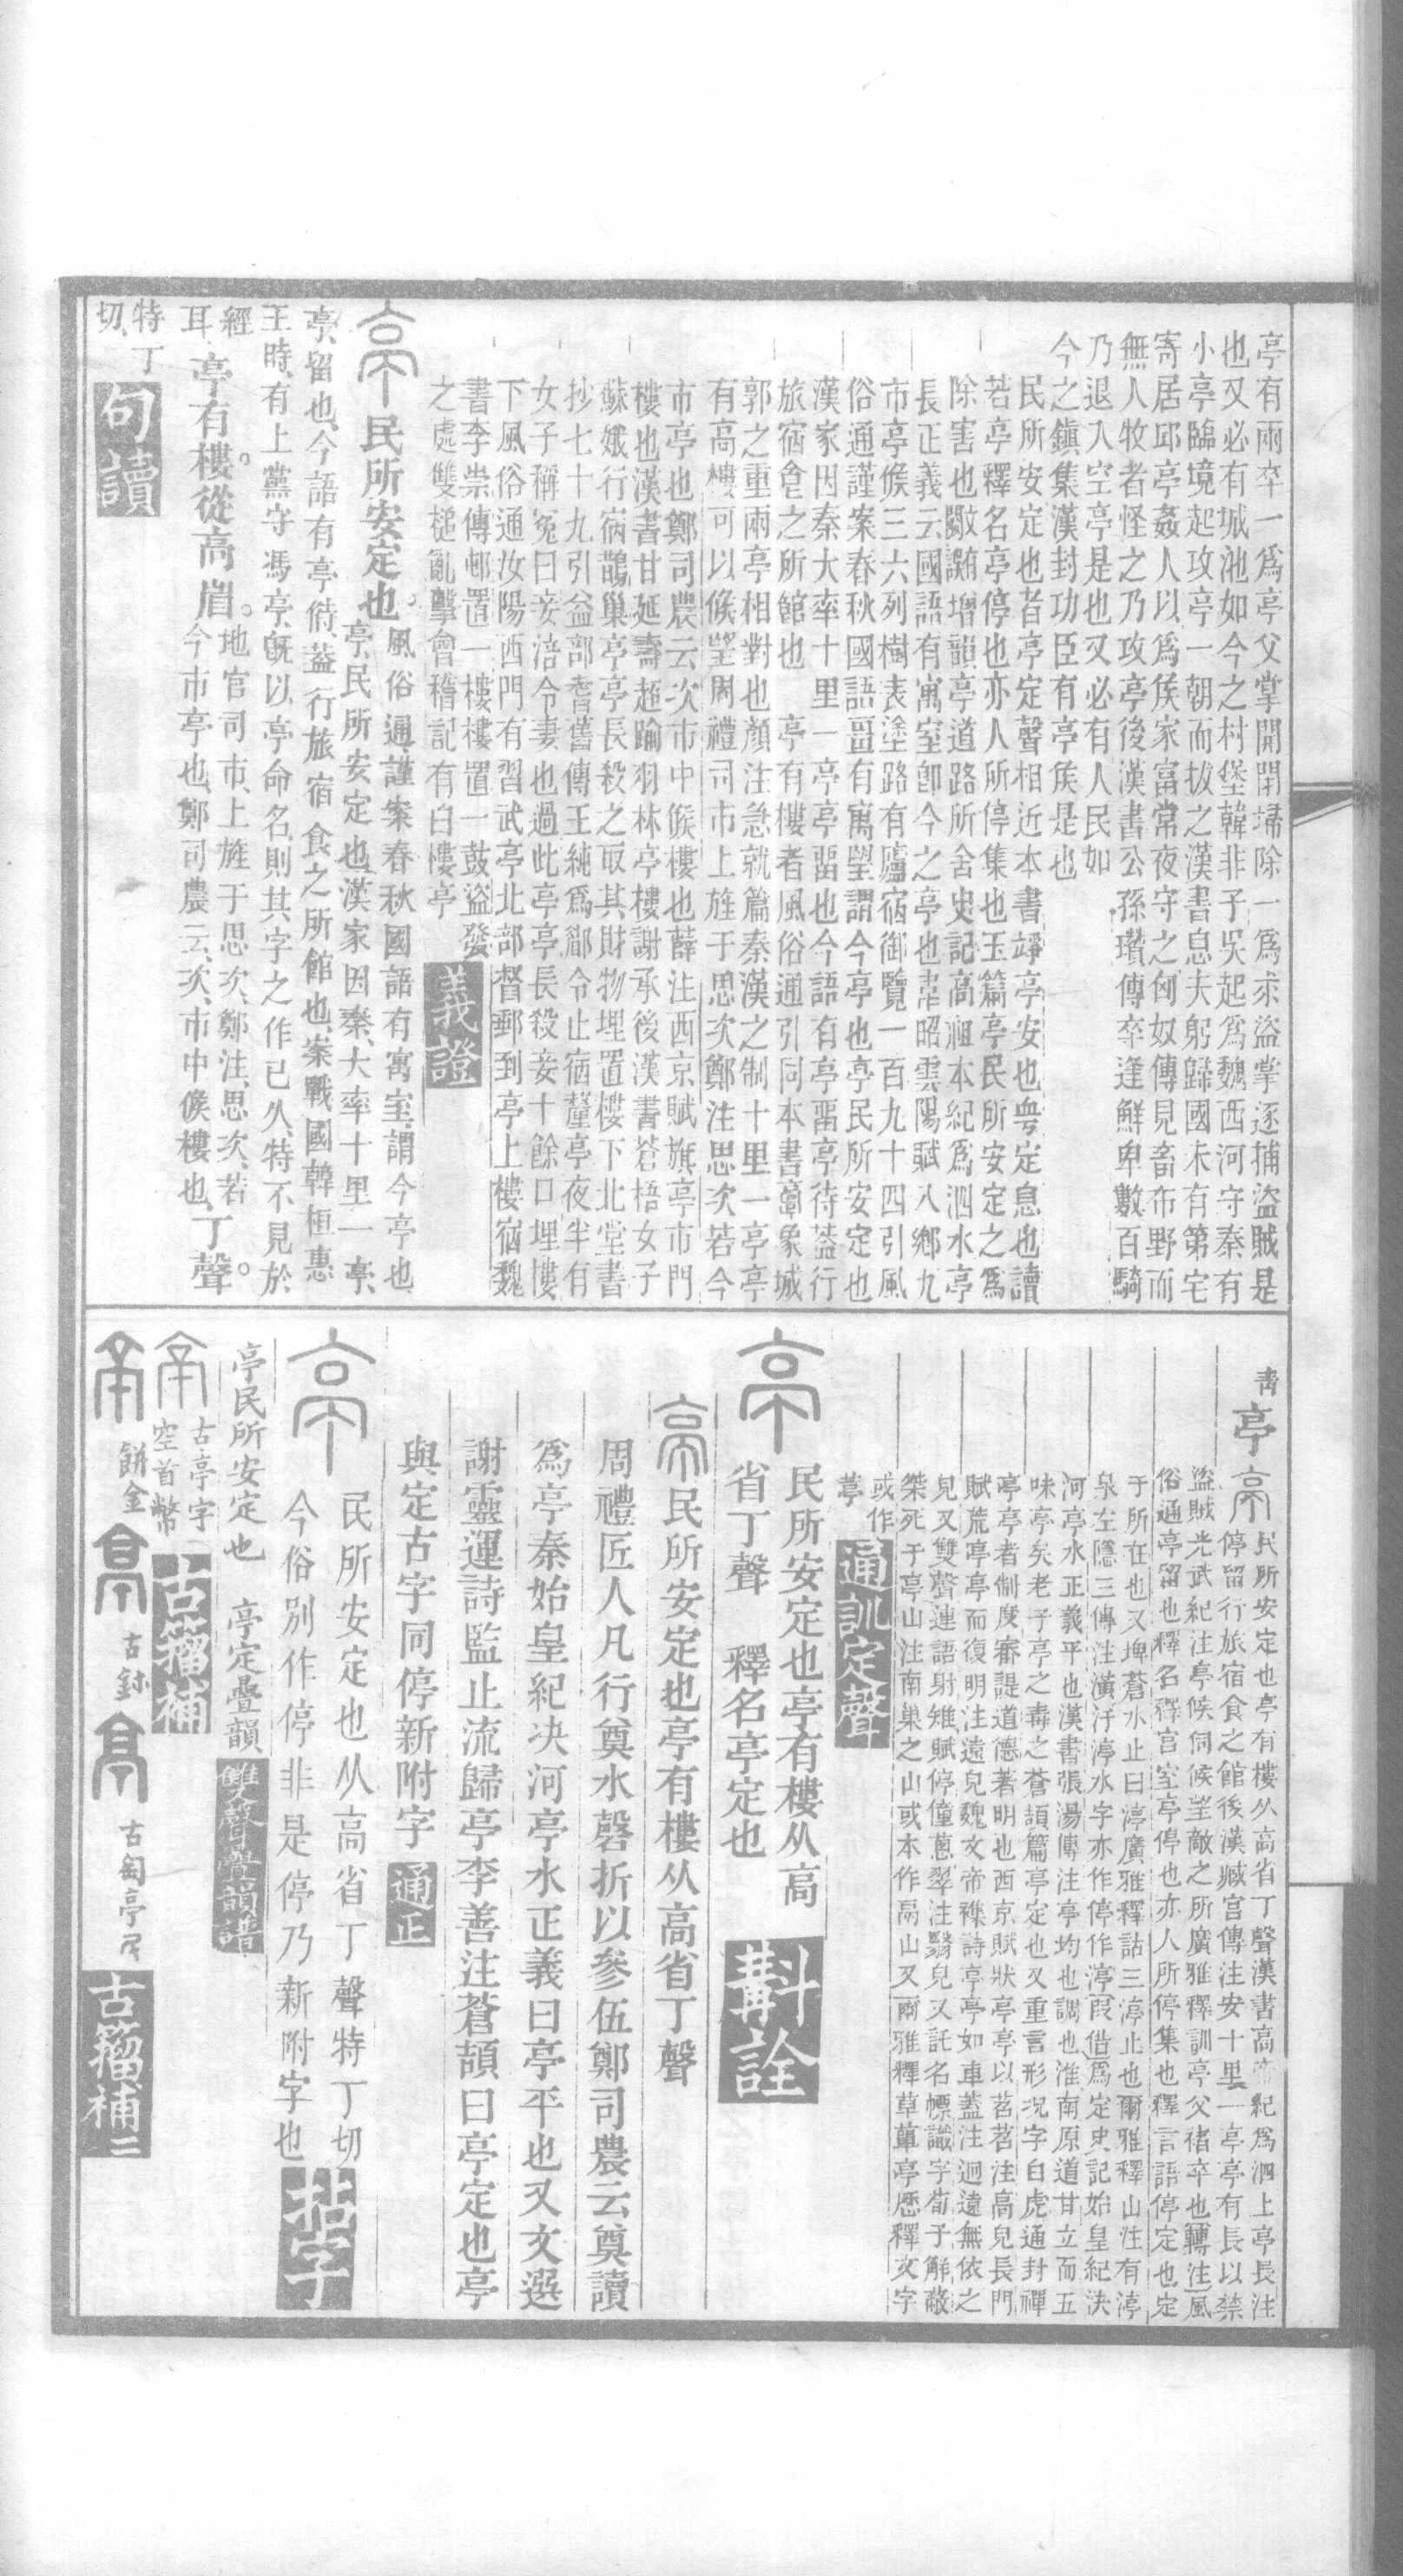 亭有兩卒一爲亭父掌開閉埽除一爲求盜掌逐捕盜賊是
也又必有城池如今之村堡韓非子吳起爲魏西河守秦有
小亭臨境起攻亭一朝而拔之漢書息夫躬歸國未有第宅
寄居邱亭姦人以爲侯家富常夜守之匈奴傳見畜布野而
無人牧者怪之乃攻亭後漢書公孫瓚傳卒逢鮮卑數百騎
乃退入空亭是也又必有人民如
今之鎮集漢封功臣有亭侯是也
民所安定也者亭定聲相近本書竫亭安也㝎定息也讀
若亭釋名亭停也亦人所停集也玉篇亭民所安定之爲
除害也歐譌增韻亭道路所舍史記高祖本紀爲泗水亭
長正義云國語有寓室卽今之亭也韋昭雲陽賦八鄉九
市亭候三六列樹表塗路有廬宿御覽一百九十四引風
俗通謹案春秋國語畺有寓望謂今亭也亭民所安定也
漢家因秦大率十里一亭亭畱也今語有亭畱亭待葢行
旅宿倉之所館也　亭有樓者風俗通引同本書𩫖象城
郭之重兩亭相對也顏注急就篇秦漢之制十里一亭亭
有高樓可以候望周禮司市上旌于思次鄭注思次若今
市亭也鄭司農云次市中候樓也薛注西京賦旗亭市門
樓也漢書甘延壽超踰羽林亭樓謝承後漢書蒼梧女子
蘇娥行宿鵲巢亭亭長殺之取其財物埋置樓下北堂書
抄七十九引益部耆舊傳王純爲郿令止宿釐亭夜半有
女子稱冤曰妾涪令妻也過此亭亭長殺妾十餘口埋樓
下風俗通汝陽西門有習武亭北部督郵到亭上樓宿魏
書李崇傳邨置一樓樓置一鼓盜發
之處雙槌亂擊會稽記有白樓亭　義證
民所安定也。風俗通謹案春秋國語有寓室、謂今亭也
亭、民所安定也漢家因秦、大率十里一亭、
亭、留也、今語有亭待、葢行旅宿食之所館也、案戰國韓桓惠
王時、有上黨守馮亭、旣以亭命名則其字之作已久、特不見於
經
耳　亭有樓。從高省。地官司市、上旌于思次、鄭注、思次、若
今市亭也、鄭司農云、次、市中候樓也、丁聲。
特丁
切、　句讀
青　亭　民所安定也亭有樓从高省丁聲漢書高帝紀爲泗上亭長注
停留行旅宿食之館後漢臧宮傳注安十里一亭亭有長以禁
盜賊光武紀注亭候伺候望敵之所廣雅釋訓亭父褚卒也轉注風
俗通亭留也釋名釋宮室亭停也亦人所停集也釋言語停定也定
于所在也又埤蒼水止曰渟廣雅釋詁三渟止也爾雅釋山注有渟
泉左隱三傳注潢汙渟水字亦作停作渟叚借爲定史記始皇紀決
河亭水正義平也漢書張湯傳注亭均也調也淮南原道甘立而五
味亭矣老子亭之毒之蒼頡篇亭定也又重言形況字白虎通封禪
亭亭者制度審諟道德著明也西京賦狀亭亭以苕苕注高皃長門
賦荒亭亭而復明注遠皃魏文帝襍詩亭亭如車蓋注迥遠無依之
皃又雙聲連語射雉賦停僮蔥翠注翳皃又託名幖識字荀子解蔽
桀死于亭山注南巢之山或本作鬲山又爾雅釋草葶亭歷釋文字
或作
葶　通訓定聲
民所安定也亭有樓从高
省丁聲　釋名亭定也　斠詮
民所安定也亭有樓从高省丁聲
周禮匠人凡行奠水磬折以參伍鄭司農云奠讀
爲亭秦始皇紀决河亭水正義曰亭平也又文選
謝靈運詩監止流歸亭李善注蒼頡曰亭定也亭
與定古字同停新附字　通正
民所安定也从高省丁聲特丁切
今俗別作停非是停乃新附字也
亭民所安定也　亭定疊韻　雙聲疊韻譜
古亭字
空首幣　古籀補
餅金　古鉥　古匋亭𡰥　古籀補二